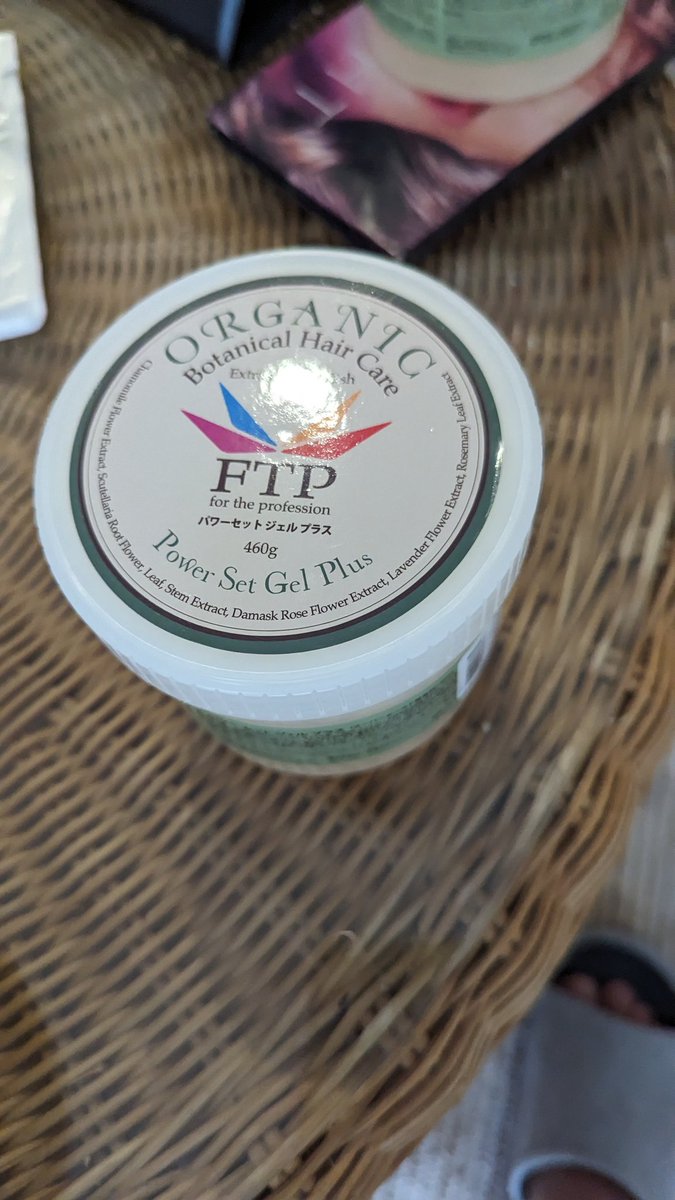 ORGANIC
Botanical Hair Care
FTP
for the profession
パワーセット ジェル プラス
460g
Power Set Gel Plus
Chamomile Flower Extract, Scutellaria Root Flower, Leaf, Stem Extract, Damask Rose Flower Extract, Lavender Flower Extract, Rosemary Leaf Extract